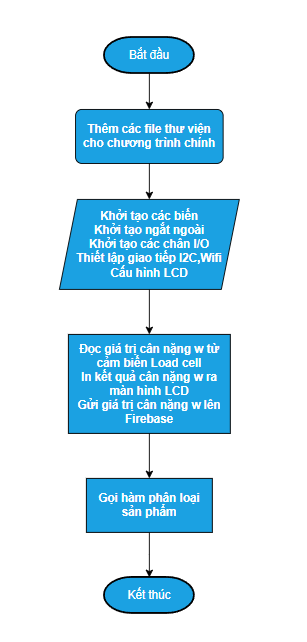 Bắt đầu
Thêm các file thư viện
cho chương trình chính
Khởi tạo các biến
Khởi tạo ngắt ngoài
Khởi tạo các chân I/O
Thiết lập giao tiếp I2C,Wifi
Cấu hình LCD
Đọc giá trị cân nặng w từ
cảm biến Load cell
In kết quả cân nặng w ra
màn hình LCD
Gửi giá trị cân nặng w lên
Firebase
Gọi hàm phân loại
sản phẩm
Kết thúc